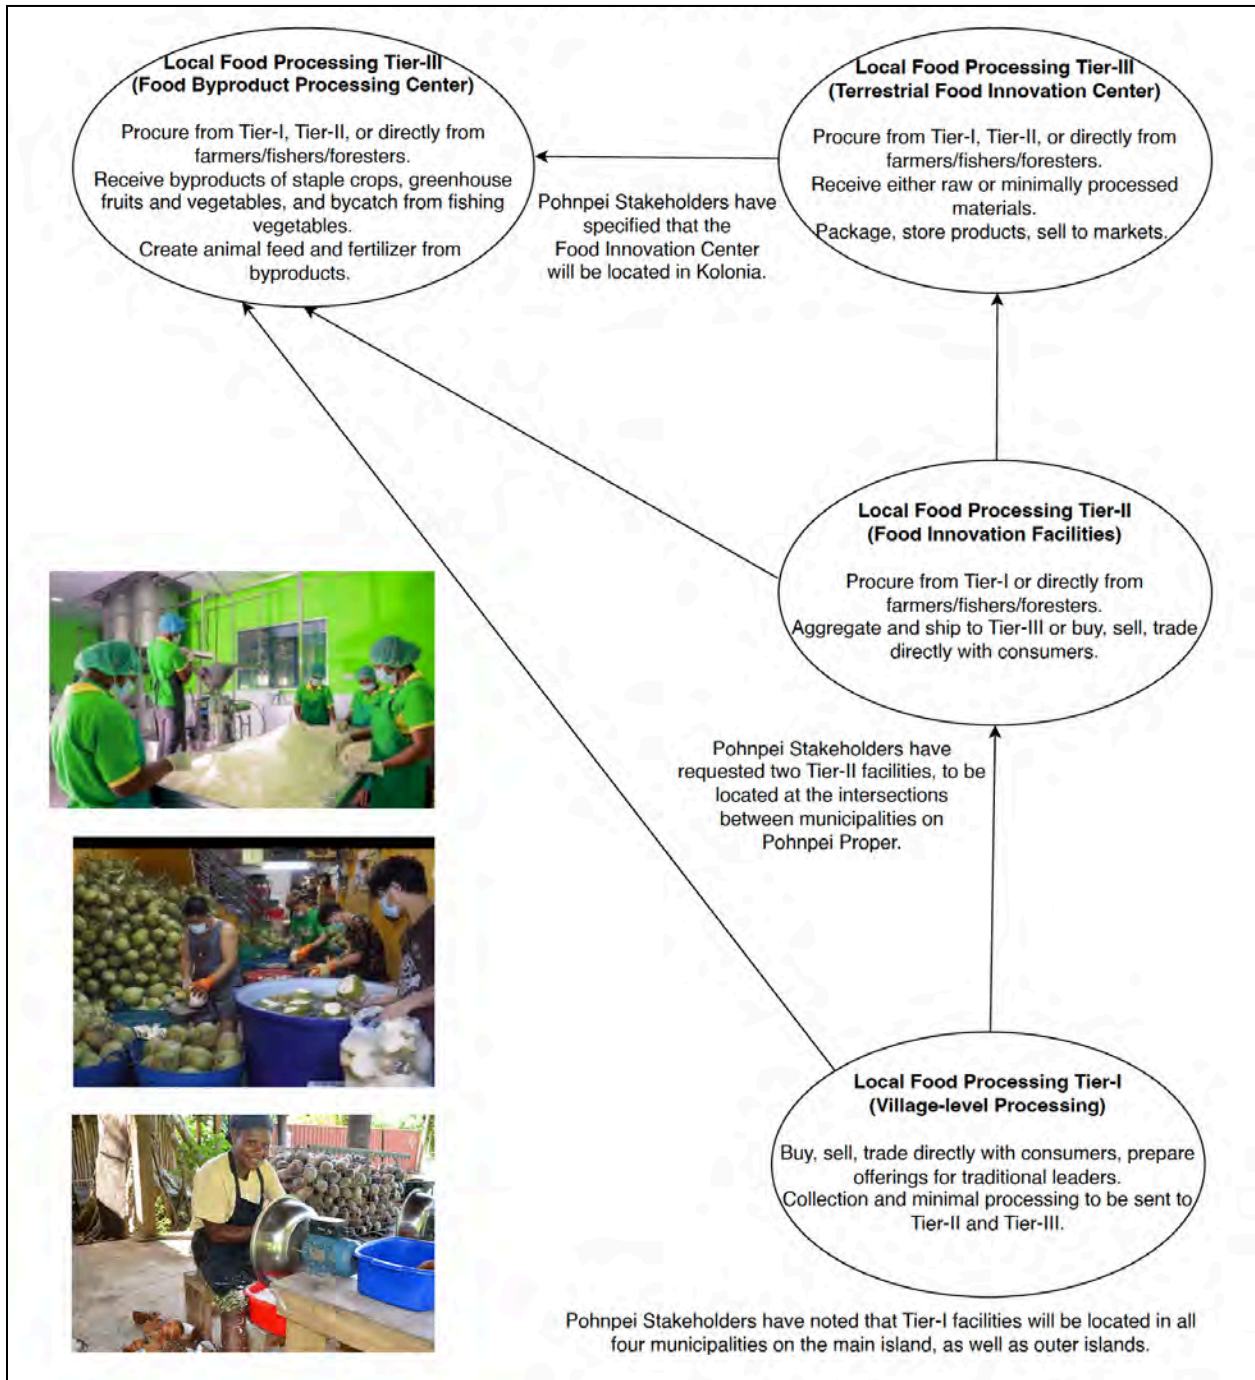 Local Food Processing Tier-III
(Food Byproduct Processing Center)
Procure from Tier-I, Tier-II, or directly from
farmers/fishers/foresters.
Receive byproducts of staple crops, greenhouse
fruits and vegetables, and bycatch from fishing
vegetables.
Create animal feed and fertilizer from
byproducts.
Local Food Processing Tier-III
(Terrestrial Food Innovation Center)
Procure from Tier-I, Tier-II, or directly from
farmers/fishers/foresters.
Receive either raw or minimally processed
materials.
Package, store products, sell to markets.
Pohnpei Stakeholders have
specified that the
Food Innovation Center
will be located in Kolonia.
Local Food Processing Tier-II
(Food Innovation Facilities)
Procure from Tier-I or directly from
farmers/fishers/foresters.
Aggregate and ship to Tier-III or buy, sell, trade
directly with consumers.
Pohnpei Stakeholders have
requested two Tier-II facilities, to be
located at the intersections
between municipalities on
Pohnpei Proper.
Local Food Processing Tier-I
(Village-level Processing)
Buy, sell, trade directly with consumers, prepare
offerings for traditional leaders.
Collection and minimal processing to be sent to
Tier-II and Tier-III.
Pohnpei Stakeholders have noted that Tier-I facilities will be located in all
four municipalities on the main island, as well as outer islands.